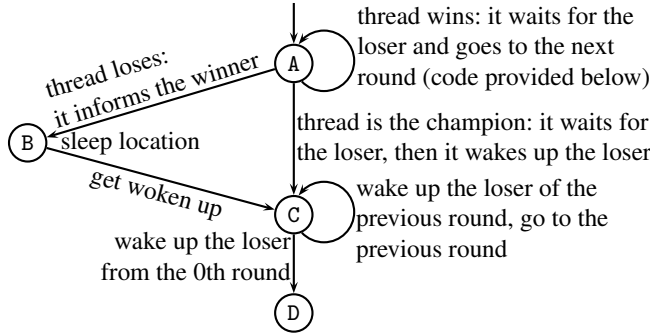 thread wins: it waits for the
loser and goes to the next
round (code provided below)
A
thread loses:
it informs the winner
B
sleep location
thread is the champion: it waits for
the loser, then it wakes up the loser
get woken up
C
wake up the loser of the
previous round, go to the
previous round
wake up the loser
from the 0th round
D